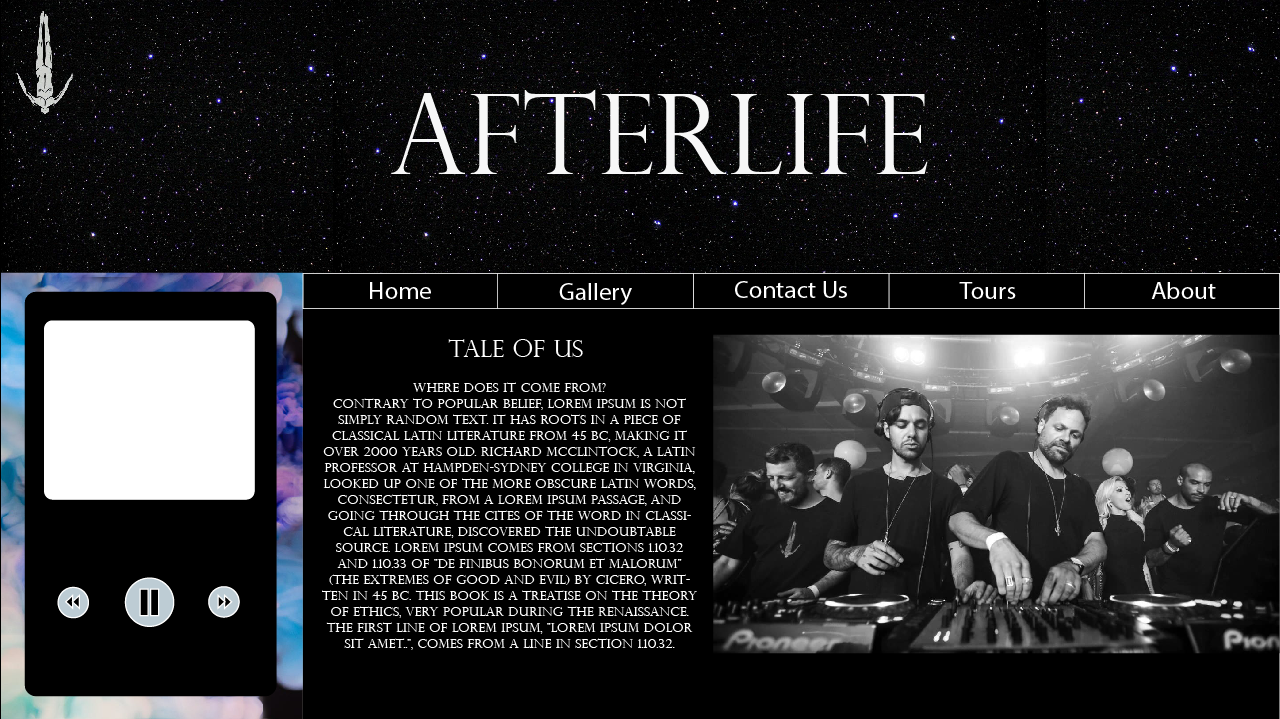 AFTERLIFE
Home Gallery Contact Us Tours About
TALE OF US
WHERE DOES IT COME FROM?
CONTRARY TO POPULAR BELIEF, LOREM IPSUM IS NOT
SIMPLY RANDOM TEXT. IT HAS ROOTS IN A PIECE OF
CLASSICAL LATIN LITERATURE FROM 45 BC, MAKING IT
OVER 2000 YEARS OLD. RICHARD MCCLINTOCK, A LATIN
PROFESSOR AT HAMPDEN-SYDNEY COLLEGE IN VIRGINIA,
LOOKED UP ONE OF THE MORE OBSCURE LATIN WORDS,
CONSECTETUR, FROM A LOREM IPSUM PASSAGE, AND
GOING THROUGH THE CITES OF THE WORD IN CLASSI-
CAL LITERATURE, DISCOVERED THE UNDOUBTABLE
SOURCE. LOREM IPSUM COMES FROM SECTIONS 1.10.32
AND 1.10.33 OF "DE FINIBUS BONORUM ET MALORUM"
(THE EXTREMES OF GOOD AND EVIL) BY CICERO, WRIT-
TEN IN 45 BC. THIS BOOK IS A TREATISE ON THE THEORY
OF ETHICS, VERY POPULAR DURING THE RENAISSANCE.
THE FIRST LINE OF LOREM IPSUM, "LOREM IPSUM DOLOR
SIT AMET..", COMES FROM A LINE IN SECTION 1.10.32.
Pioneer Pion